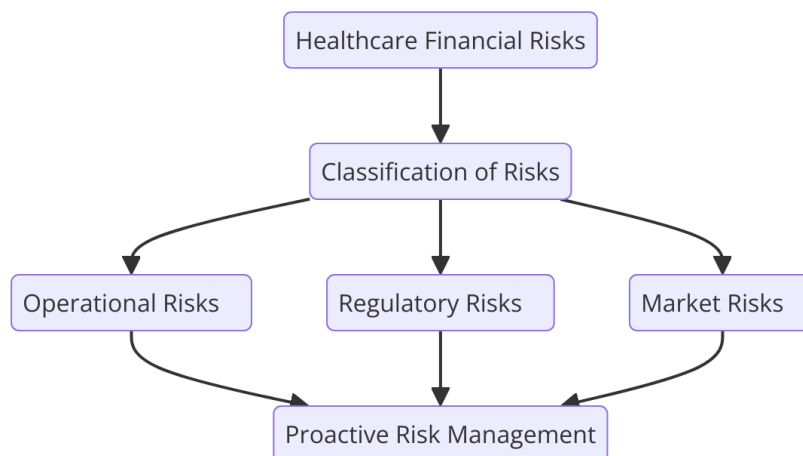 Healthcare Financial Risks
Classification of Risks
Operational Risks
Regulatory Risks
Market Risks
Proactive Risk Management